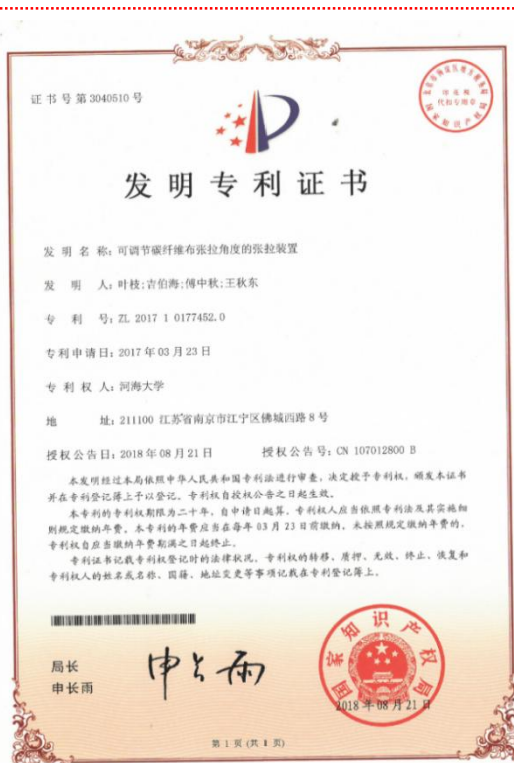 证书号第3040510号
印花税
代扣专用章
发明专利证书
发 明 名 称：可调节碳纤维布张拉角度的张拉装置
发 明 人：叶枝;吉伯海;傅中秋;王秋东
专 利 号：ZL 2017 1 0177452.0
专利申请日：2017年03月23日
专 利 权 人：河海大学
地 址：211100 江苏省南京市江宁区佛城西路8号
授权公告日：2018年08月21日 授权公告号：CN 107012800 B
本发明经过本局依照中华人民共和国专利法进行审查，决定授予专利权，颁发本证书
并在专利登记簿上予以登记。专利权自授权公告之日起生效。
本专利的专利权期限为二十年，自申请日起算。专利权人应当依照专利法及其实施细
则规定缴纳年费。本专利的年费应当在每年03月23日前缴纳。未按照规定缴纳年费的，
专利权自应当缴纳年费期满之日起终止。
专利证书记载专利权登记时的法律状况。专利权的转移、质押、无效、终止、恢复和
专利权人的姓名或名称、国籍、地址变更等事项记载在专利登记簿上。
局长
申长雨
申长雨
国家知识产权局
2018年08月21日
第 1 页 (共 1 页)